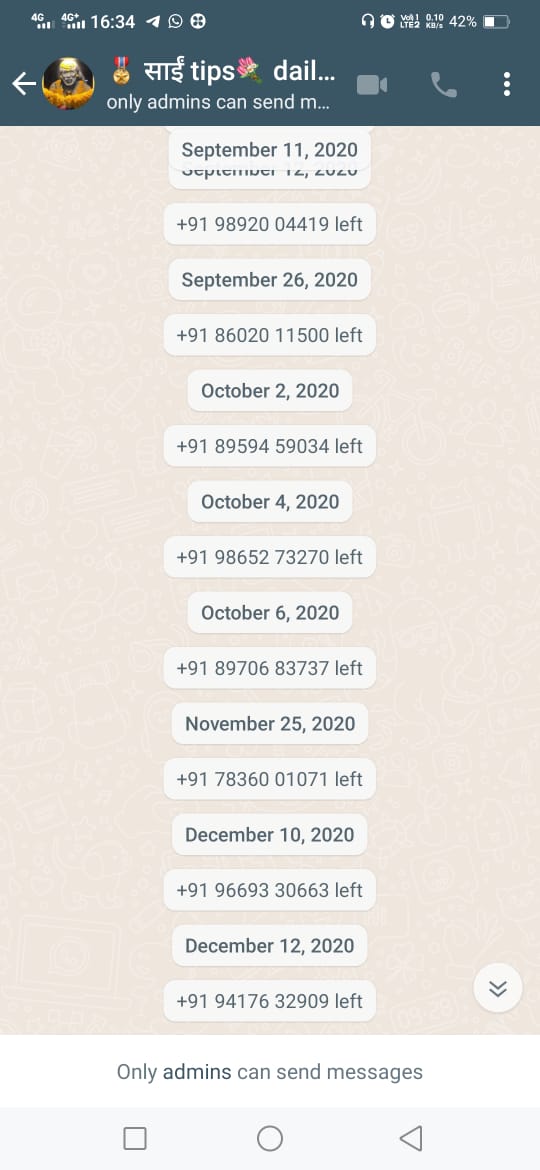 4G 4G+ 16:34 Vo)) 1 LTE2 0.10 KB/s 42%
साईं tips dail...
only admins can send m...
September 11, 2020
September 12, 2020
+91 98920 04419 left
September 26, 2020
+91 86020 11500 left
October 2, 2020
+91 89594 59034 left
October 4, 2020
+91 98652 73270 left
October 6, 2020
+91 89706 83737 left
November 25, 2020
+91 78360 01071 left
December 10, 2020
+91 96693 30663 left
December 12, 2020
+91 94176 32909 left
Only admins can send messages